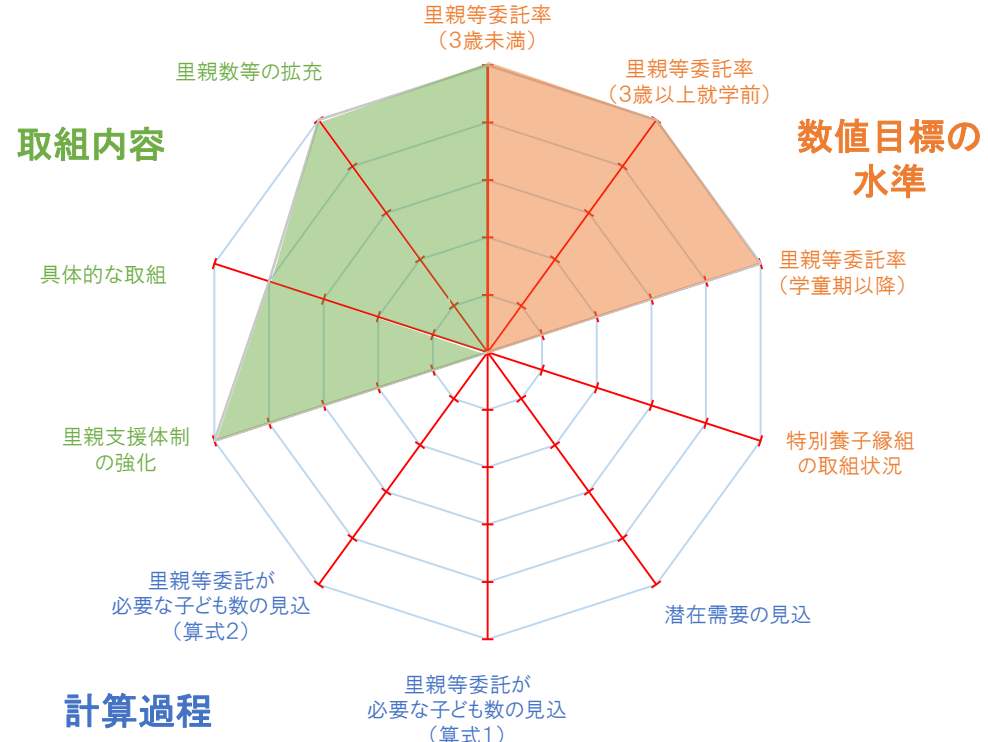 里親等委託率
（3歳未満）
里親等委託率
（3歳以上就学前）
数値目標の
水準
里親等委託率
（学童期以降）
特別養子縁組
の取組状況
潜在需要の見込
里親等委託が
必要な子ども数の見込
（算式1）
里親等委託が
必要な子ども数の見込
（算式2）
計算過程
里親支援体制
の強化
具体的な取組
取組内容
里親数等の拡充